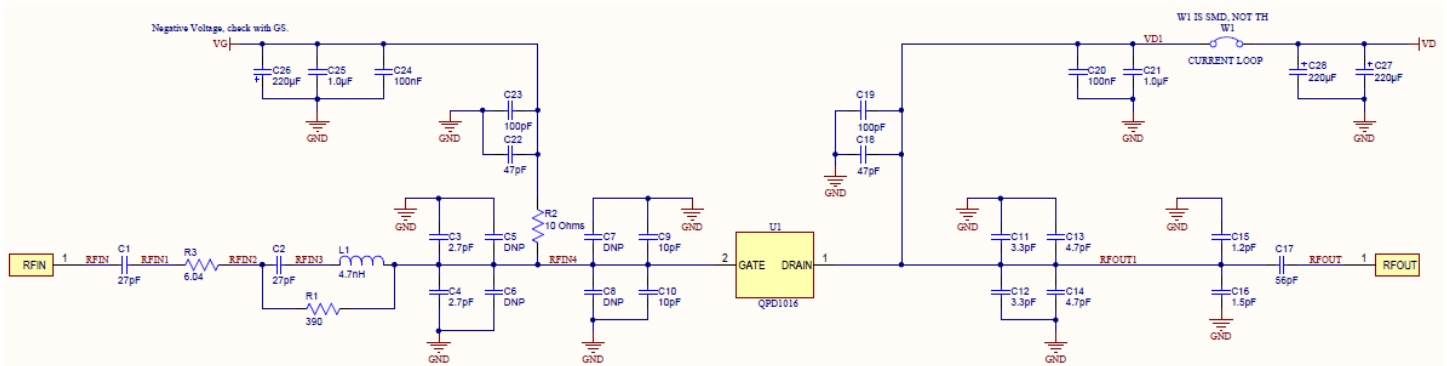 Negative Voltage, check with GS.
VG
C26
220µF
C25
1.0µF
C24
100nF
GND
C23
100pF
C22
47pF
GND
W1 IS SMD, NOT TH
W1
VD1
CURRENT LOOP
VD
C20
100nF
C21
1.0µF
GND
C28
220µF
C27
220µF
GND
C19
100pF
C18
47pF
GND
R2
10 Ohms
RFIN
1
RFIN
C1
27pF
RFIN1
R3
6.04
RFIN2
C2
27pF
RFIN3
L1
4.7nH
R1
390
GND
C3
2.7pF
C5
DNP
C4
2.7pF
C6
DNP
GND
RFIN4
GND
C7
DNP
C9
10pF
C8
DNP
C10
10pF
GND
U1
2
GATE
DRAIN
1
QPD1016
GND
C11
3.3pF
C13
4.7pF
C12
3.3pF
C14
4.7pF
GND
RFOUT1
GND
C15
1.2pF
C16
1.5pF
GND
C17
56pF
RFOUT
1
RFOUT